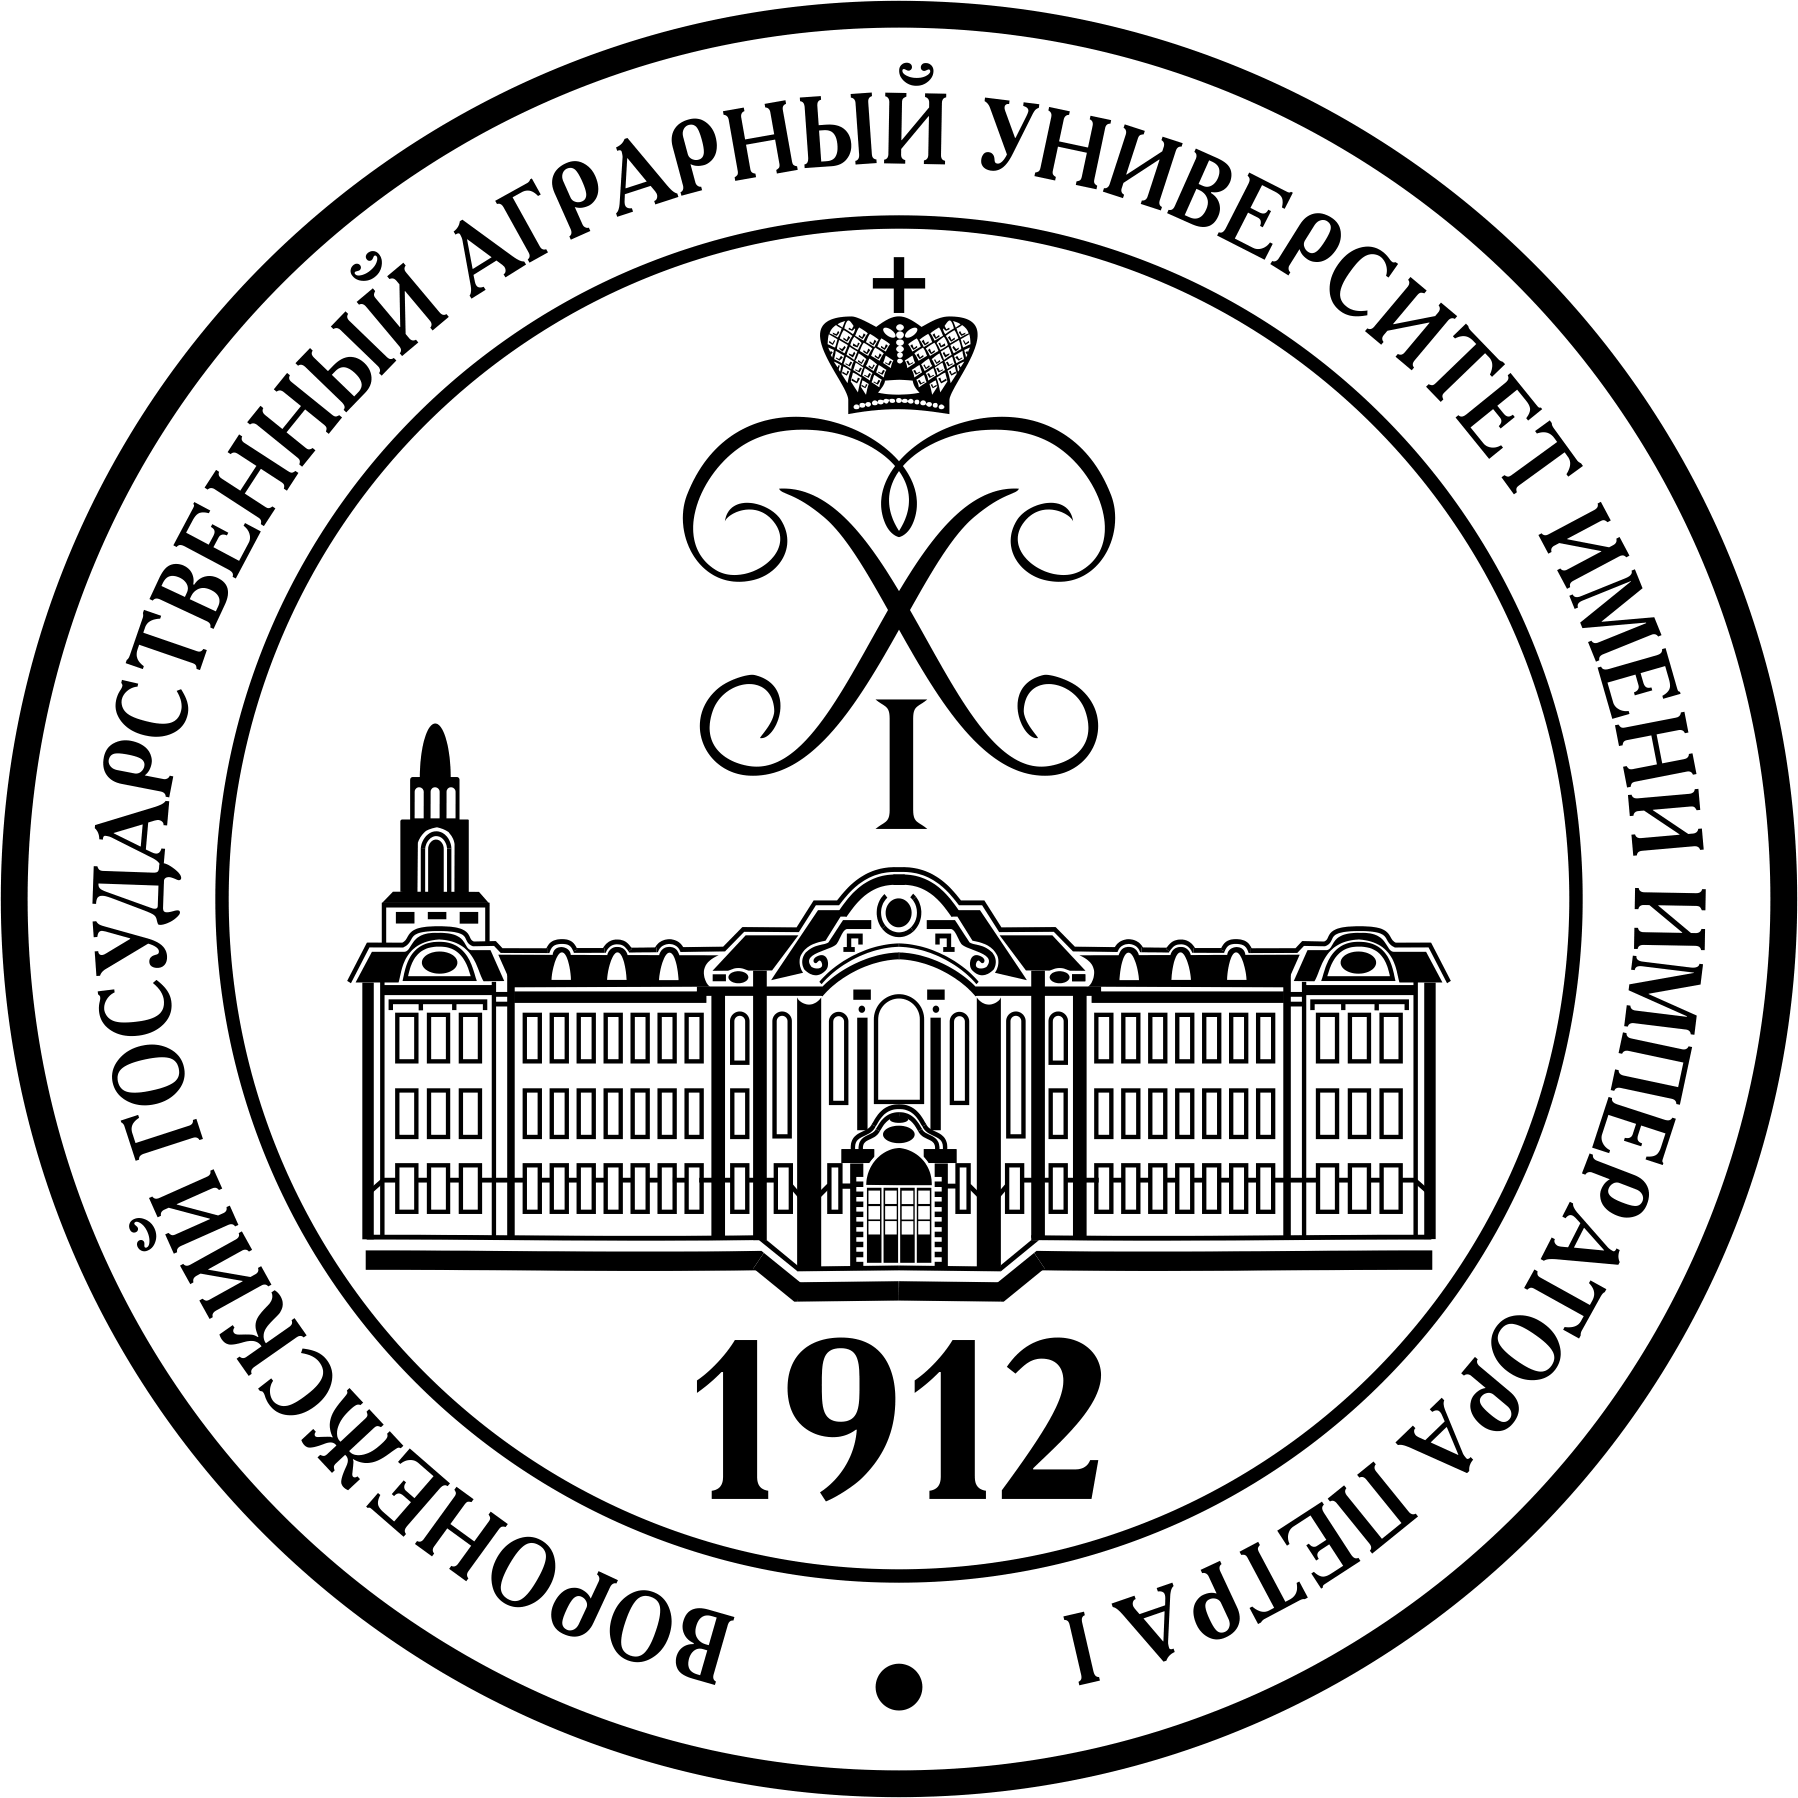 ВОРОНЕЖСКИЙ ГОСУДАРСТВЕННЫЙ АГРАРНЫЙ УНИВЕРСИТЕТ ИМЕНИ ИМПЕРАТОРА ПЕТРА I
I
1912